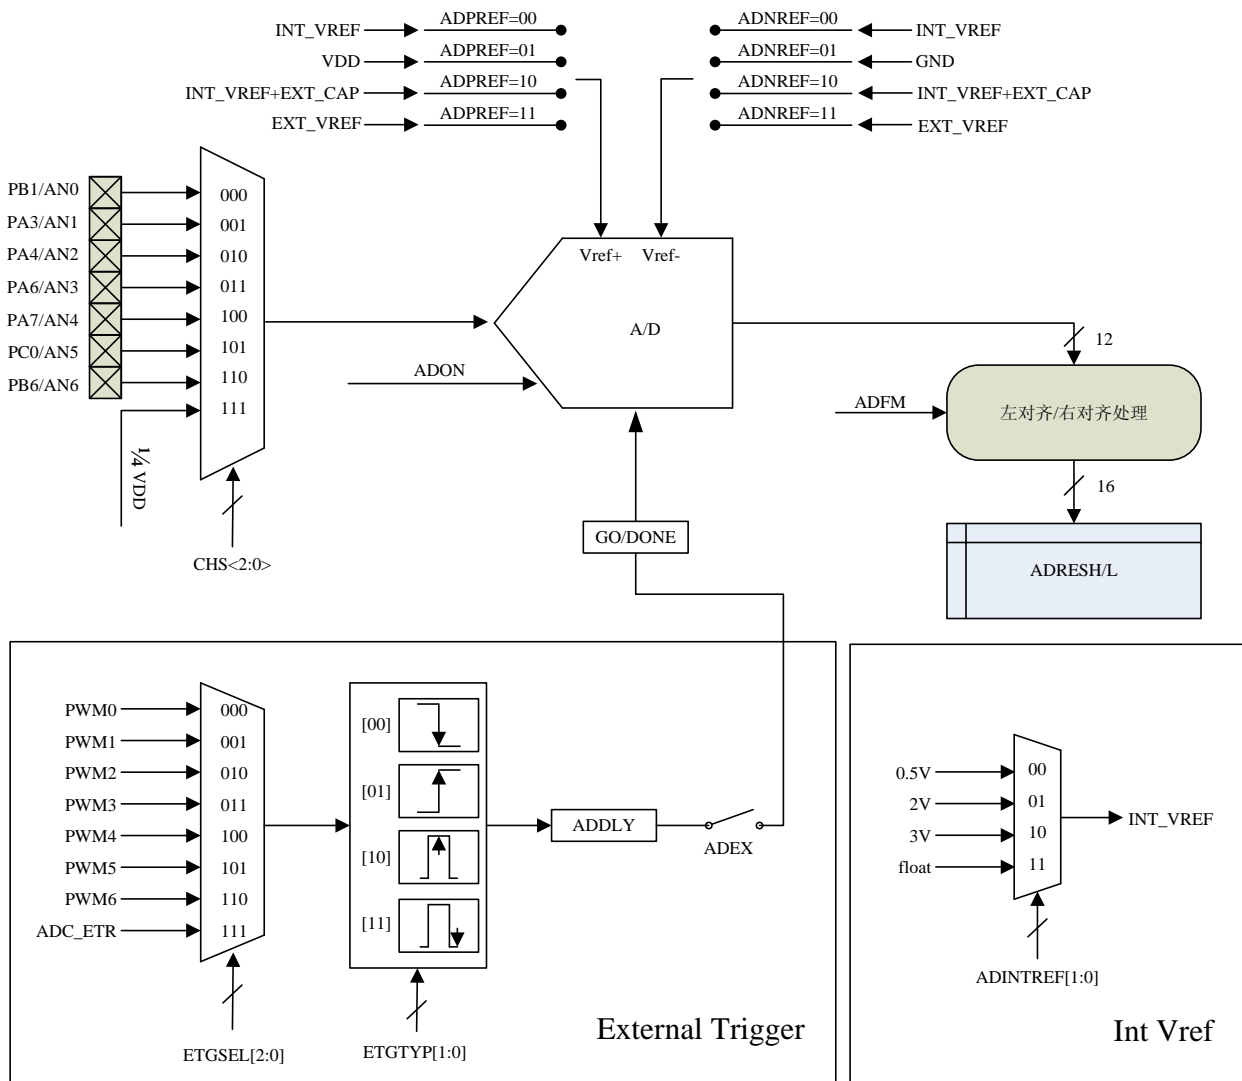 INT_VREF ADPREF=00 ADNREF=00 INT_VREF
VDD ADPREF=01 ADNREF=01 GND
INT_VREF+EXT_CAP ADPREF=10 ADNREF=10 INT_VREF+EXT_CAP
EXT_VREF ADPREF=11 ADNREF=11 EXT_VREF
PB1/AN0 000
PA3/AN1 001
PA4/AN2 010
PA6/AN3 011
PA7/AN4 100
PC0/AN5 101
PB6/AN6 110
111
¼ VDD
CHS<2:0>
Vref+ Vref-
A/D
ADON
12
ADFM
左对齐/右对齐处理
16
ADRESH/L
GO/DONE
PWM0 000
PWM1 001
PWM2 010
PWM3 011
PWM4 100
PWM5 101
PWM6 110
ADC_ETR 111
ETGSEL[2:0]
[00]
[01]
[10]
[11]
ETGTYP[1:0]
ADDLY
ADEX
External Trigger
0.5V 00
2V 01
3V 10
float 11
INT_VREF
ADINTREF[1:0]
Int Vref